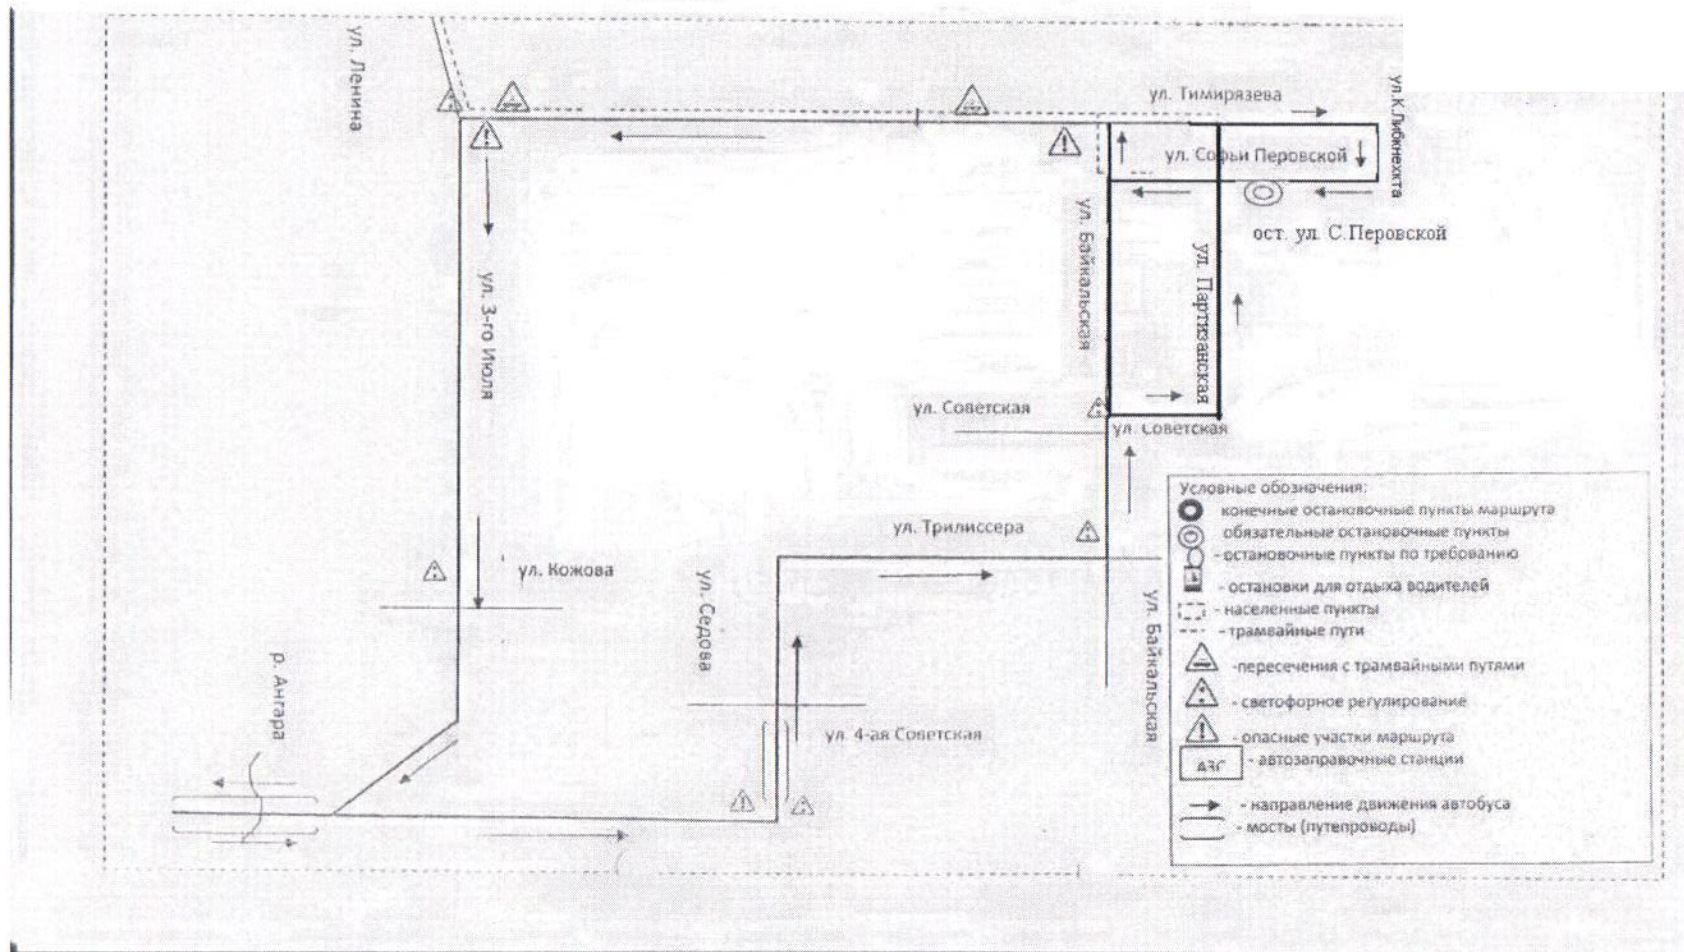 ул. Ленина
ул. Тимирязева
ул.К.Либкнехкта
ул. Софьи Перовской
ост. ул. С.Перовской
ул. Байкальская
ул. Партизанская
ул. 3-го Июля
ул. Советская
ул. Советская
ул. Трилиссера
ул. Кожова
ул. Седова
ул. Байкальская
р. Ангара
ул. 4-ая Советская
Условные обозначения:
конечные остановочные пункты маршрута
обязательные остановочные пункты
- остановочные пункты по требованию
- остановки для отдыха водителей
- населенные пункты
- трамвайные пути
-пересечения с трамвайными путями
- светофорное регулирование
- опасные участки маршрута
АЗС - автозаправочные станции
- направление движения автобуса
- мосты (путепроводы)